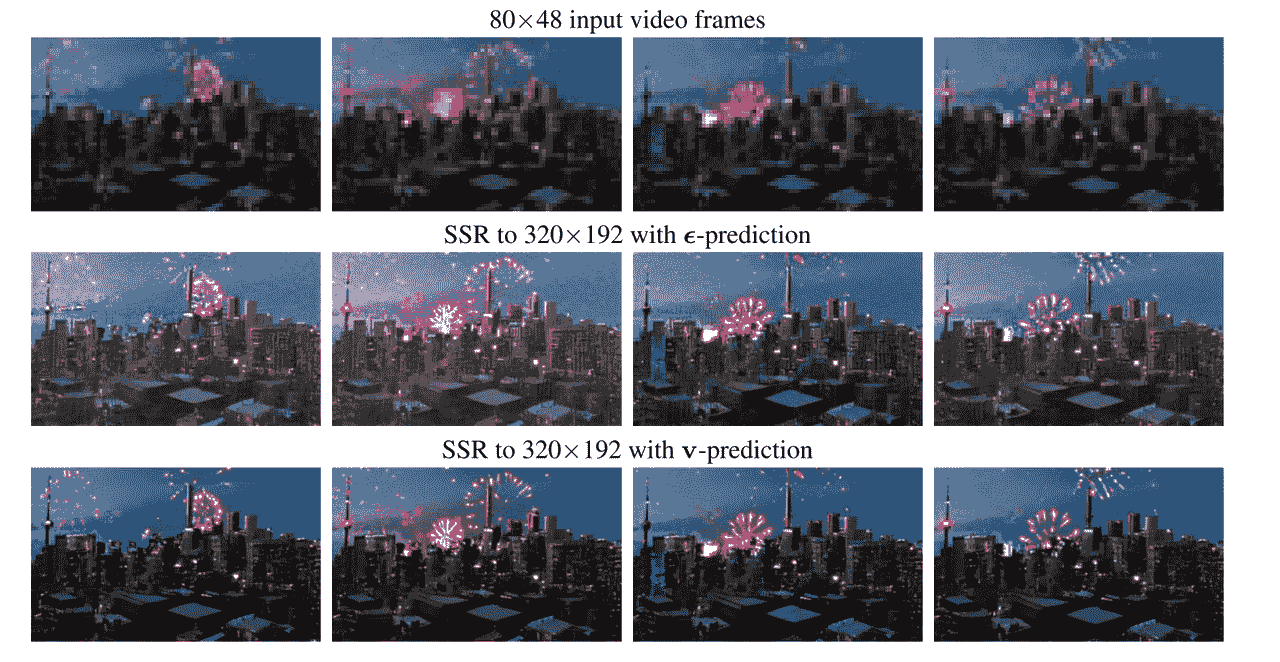 80×48 input video frames
SSR to 320×192 with ϵ-prediction
SSR to 320×192 with v-prediction